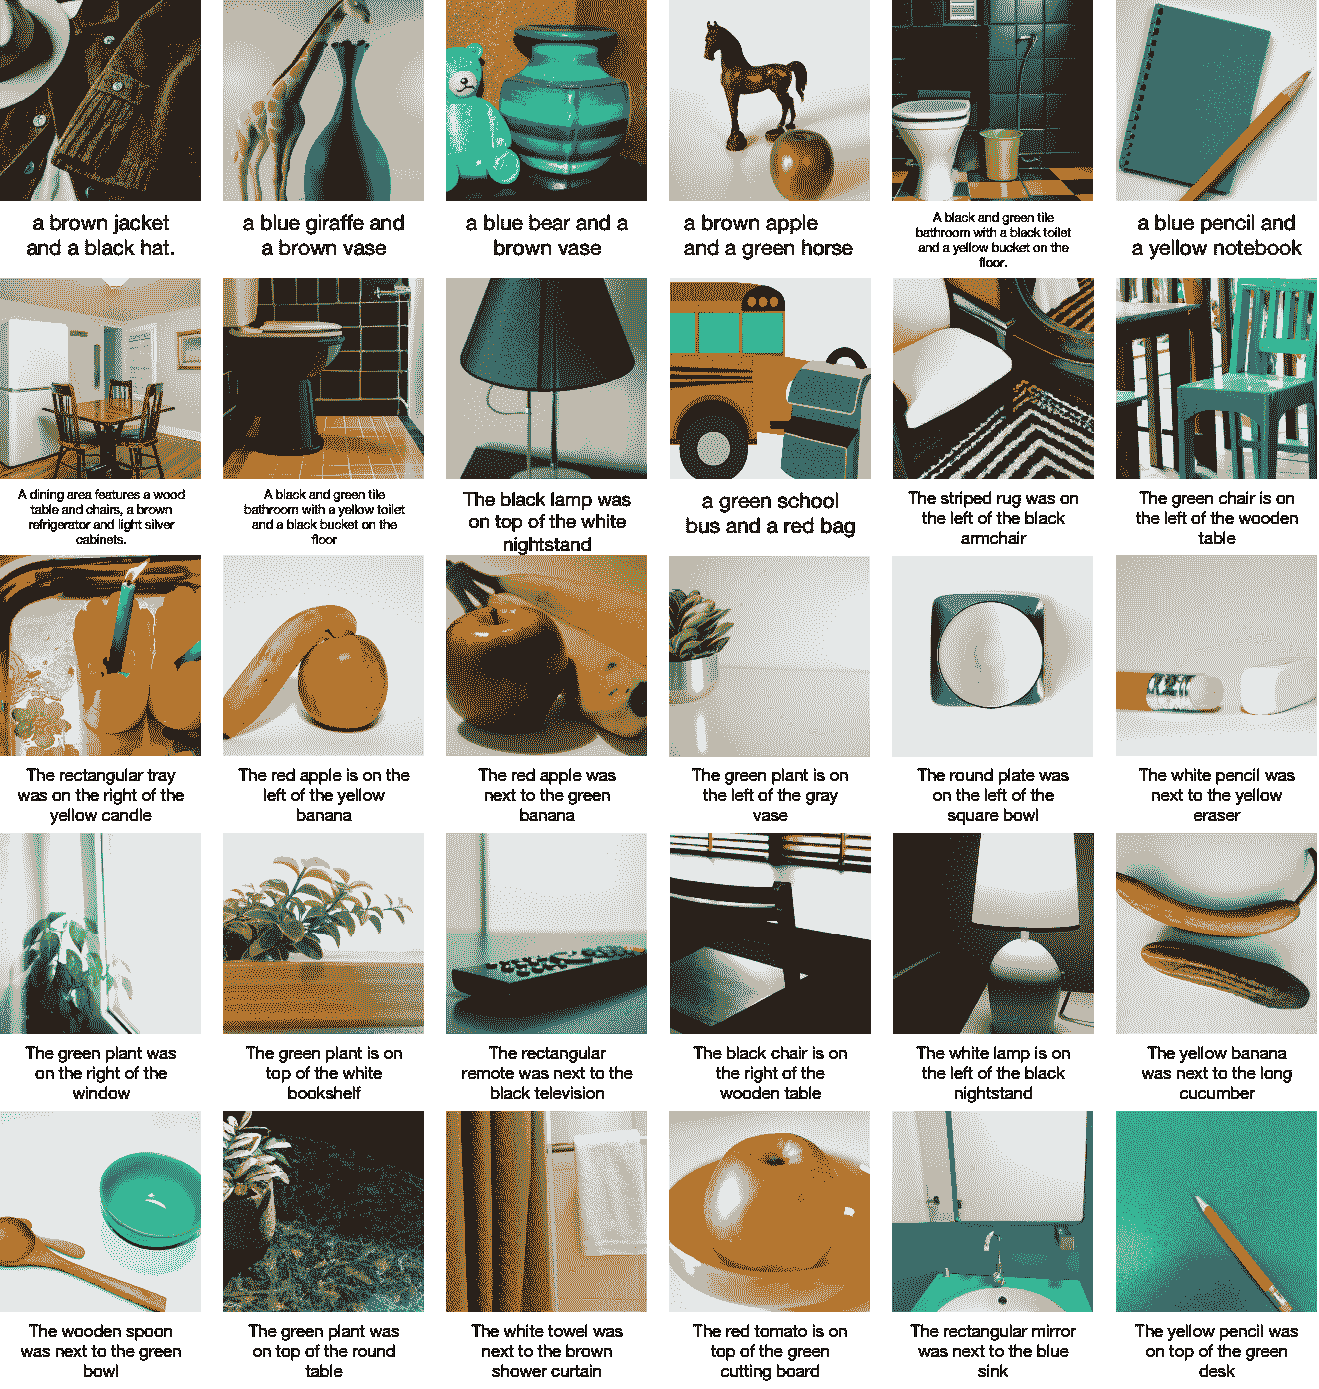 a brown jacket
and a black hat.
a blue giraffe and
a brown vase
a blue bear and a
brown vase
a brown apple
and a green horse
A black and green tile
bathroom with a black toilet
and a yellow bucket on the
floor.
a blue pencil and
a yellow notebook
A dining area features a wood
table and chairs, a brown
refrigerator and light silver
cabinets.
A black and green tile
bathroom with a yellow toilet
and a black bucket on the
floor
The black lamp was
on top of the white
nightstand
a green school
bus and a red bag
The striped rug was on
the left of the black
armchair
The green chair is on
the left of the wooden
table
The rectangular tray
was on the right of the
yellow candle
The red apple is on the
left of the yellow
banana
The red apple was
next to the green
banana
The green plant is on
the left of the gray
vase
The round plate was
on the left of the
square bowl
The white pencil was
next to the yellow
eraser
The green plant was
on the right of the
window
The green plant is on
top of the white
bookshelf
The rectangular
remote was next to the
black television
The black chair is on
the right of the
wooden table
The white lamp is on
the left of the black
nightstand
The yellow banana
was next to the long
cucumber
The wooden spoon
was next to the green
bowl
The green plant was
on top of the round
table
The white towel was
next to the brown
shower curtain
The red tomato is on
top of the green
cutting board
The rectangular mirror
was next to the blue
sink
The yellow pencil was
on top of the green
desk